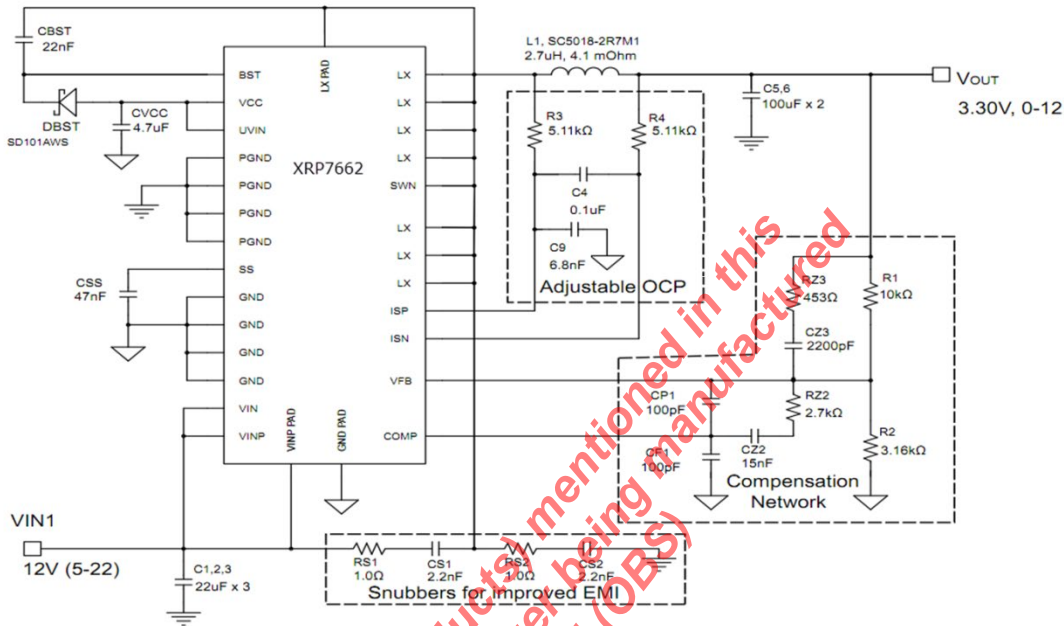 CBST
22nF
DBST
SD101AWS
CVCC
4.7uF
CSS
47nF
VIN1
12V (5-22)
C1,2,3
22uF x 3
LX PAD
BST
VCC
UVIN
PGND
PGND
PGND
PGND
SS
GND
GND
GND
GND
VIN
VINP
XRP7662
VINP PAD
GND PAD
LX
LX
LX
LX
SWN
LX
LX
LX
ISP
ISN
VFB
COMP
L1, SC5018-2R7M1
2.7uH, 4.1 mOhm
R3
5.11kΩ
R4
5.11kΩ
C4
0.1uF
C9
6.8nF
Adjustable OCP
C5,6
100uF x 2
VOUT
3.30V, 0-12
RZ3
453Ω
R1
10kΩ
CZ3
2200pF
CP1
100pF
RZ2
2.7kΩ
CF1
100pF
CZ2
15nF
R2
3.16kΩ
Compensation
Network
RS1
1.0Ω
CS1
2.2nF
RS2
1.0Ω
CS2
2.2nF
Snubbers for improved EMI
ucts) mentioned in this
er being manufactured
(OBS)